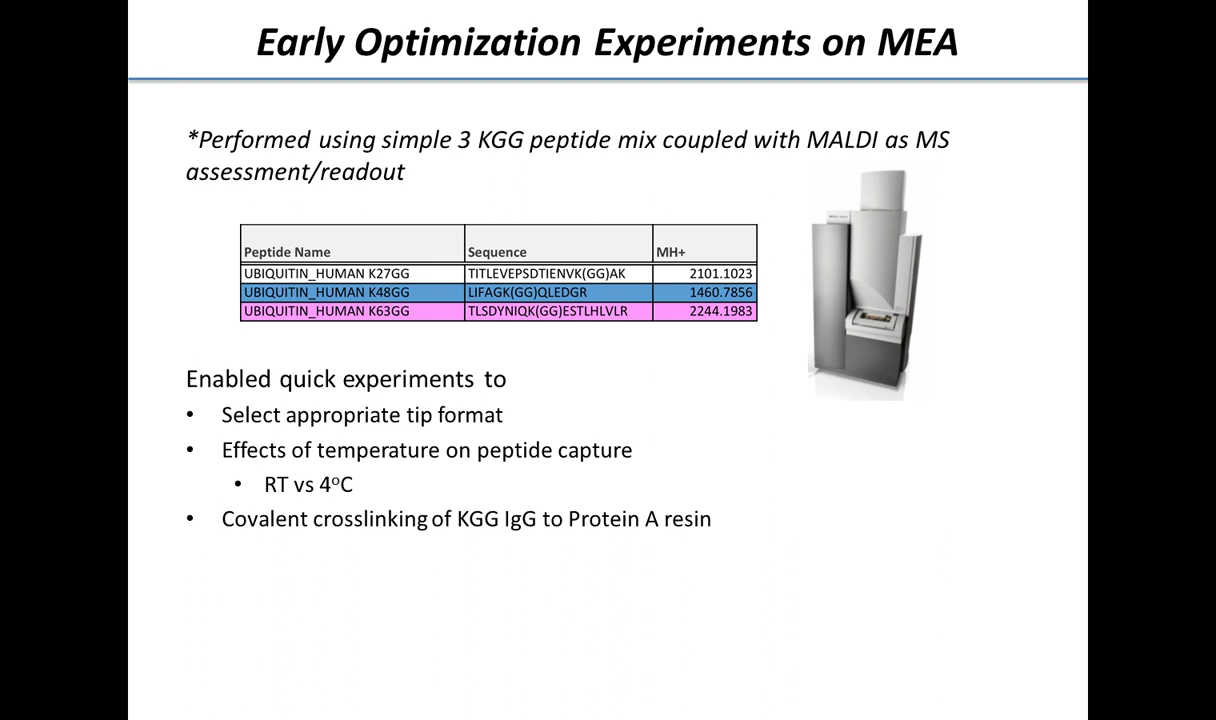 Early Optimization Experiments on MEA
*Performed using simple 3 KGG peptide mix coupled with MALDI as MS
assessment/readout
Peptide Name Sequence MH+
UBIQUITIN_HUMAN K27GG TITLEVEPSDTIENVK(GG)AK 2101.1023
UBIQUITIN_HUMAN K48GG LIFAGK(GG)QLEDGR 1460.7856
UBIQUITIN_HUMAN K63GG TLSDYNIQK(GG)ESTLHLVLR 2244.1983
Enabled quick experiments to
• Select appropriate tip format
• Effects of temperature on peptide capture
• RT vs 4°C
• Covalent crosslinking of KGG IgG to Protein A resin